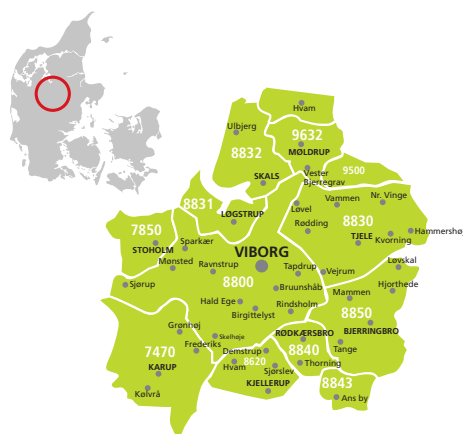 Hvam
Ulbjerg
9632
8832
MØLDRUP
Vester
Bjerregrav
9500
SKALS
8831
Løvel
Vammen
Nr. Vinge
LØGSTRUP
8830
7850
Rødding
Hammershø
Kvorning
TJELE
Sparkær
STOHOLM
VIBORG
Mønsted
Ravnstrup
Tapdrup
Vejrum
Løvskal
8800
Sjørup
Bruunshåb
Mammen
Hjorthede
Hald Ege
Birgittelyst
Rindsholm
8850
Grønhøj
RØDKÆRSBRO
BJERRINGBRO
Skelhøje
7470
Frederiks
Demstrup
8840
Tange
Hvam
8620
Thorning
KARUP
Sjørslev
8843
Kølvrå
KJELLERUP
Ans by